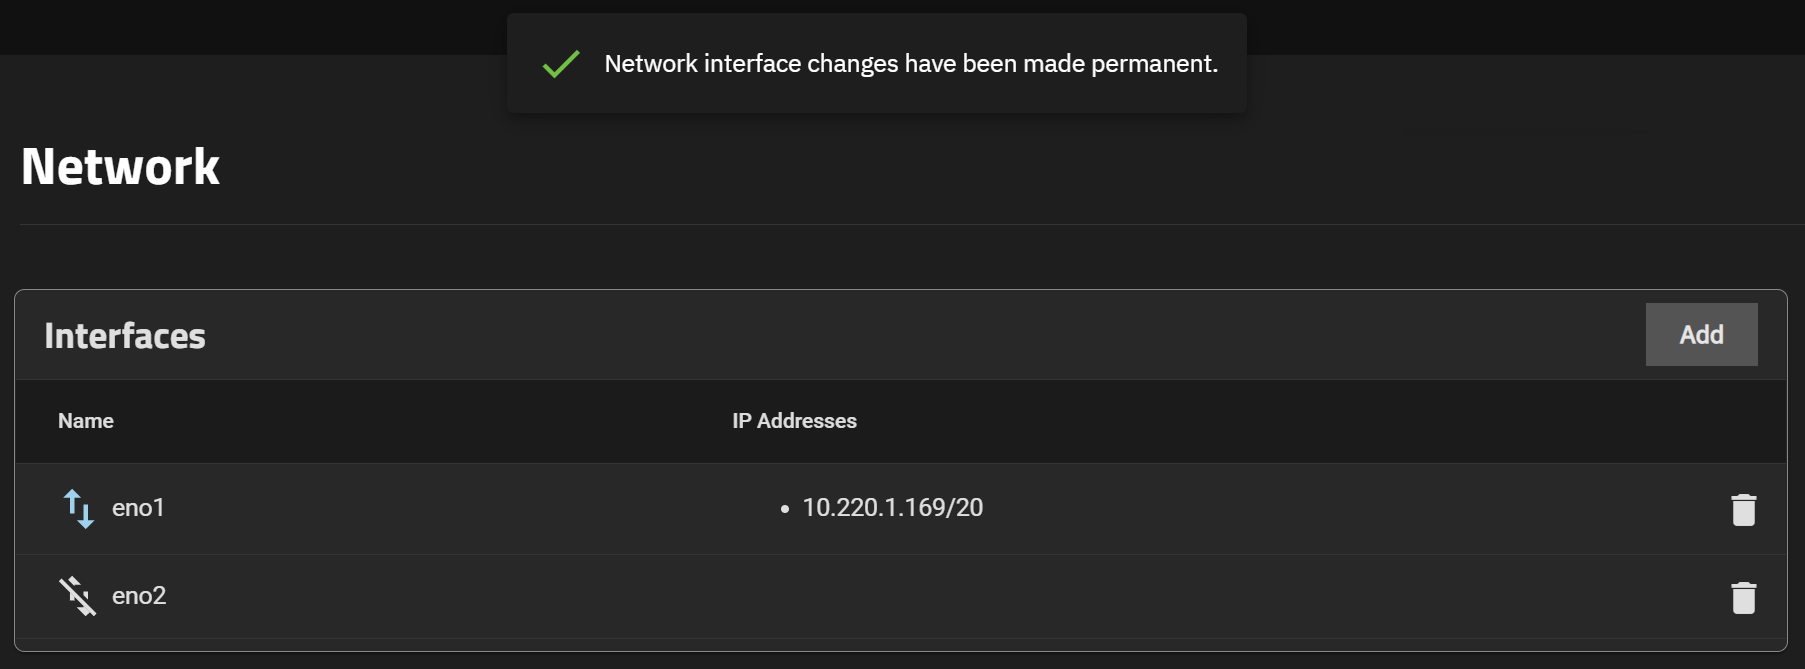 Network interface changes have been made permanent.
Network
Interfaces
Add
Name IP Addresses
eno1 • 10.220.1.169/20
eno2